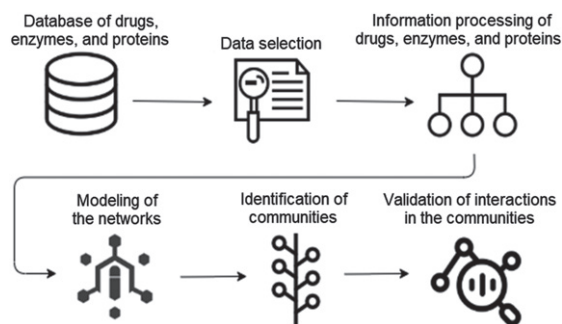 Database of drugs,
enzymes, and proteins
Data selection
Information processing of
drugs, enzymes, and proteins
Modeling of
the networks
Identification of
communities
Validation of interactions
in the communities